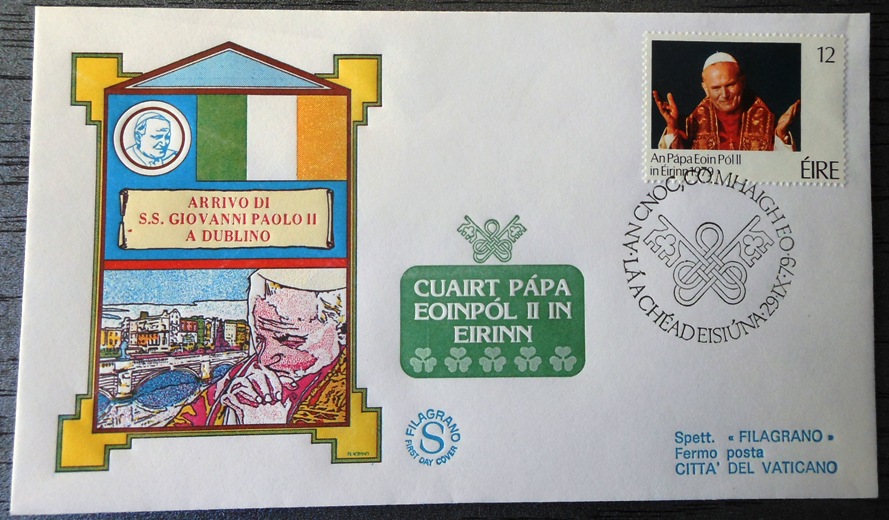 ARRIVO DI
S.S. GIOVANNI PAOLO II
A DUBLINO
CUAIRT PÁPA
EOINPÓL II IN
EIRINN
FILAGRANO
S
FIRST DAY COVER
12
An Pápa Eoin Pól II
in Éirinn 1979
ÉIRE
AN CNOC, CO. MHAIGH EO
LÁ A CHÉAD EISIÚNA 29·IX·79
Spett. « FILAGRANO »
Fermo posta
CITTA' DEL VATICANO